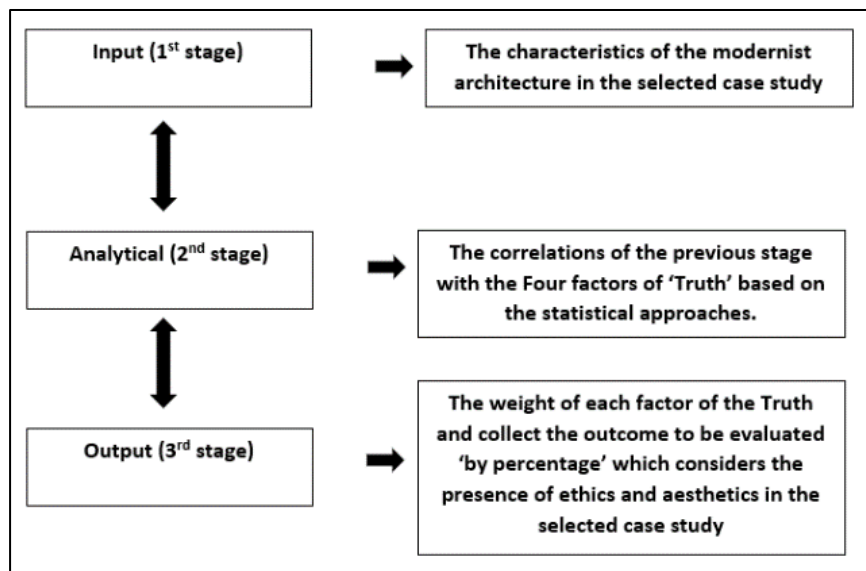 Input (1st stage)
The characteristics of the modernist
architecture in the selected case study
Analytical (2nd stage)
The correlations of the previous stage
with the Four factors of ‘Truth’ based on
the statistical approaches.
Output (3rd stage)
The weight of each factor of the Truth
and collect the outcome to be evaluated
‘by percentage’ which considers the
presence of ethics and aesthetics in the
selected case study